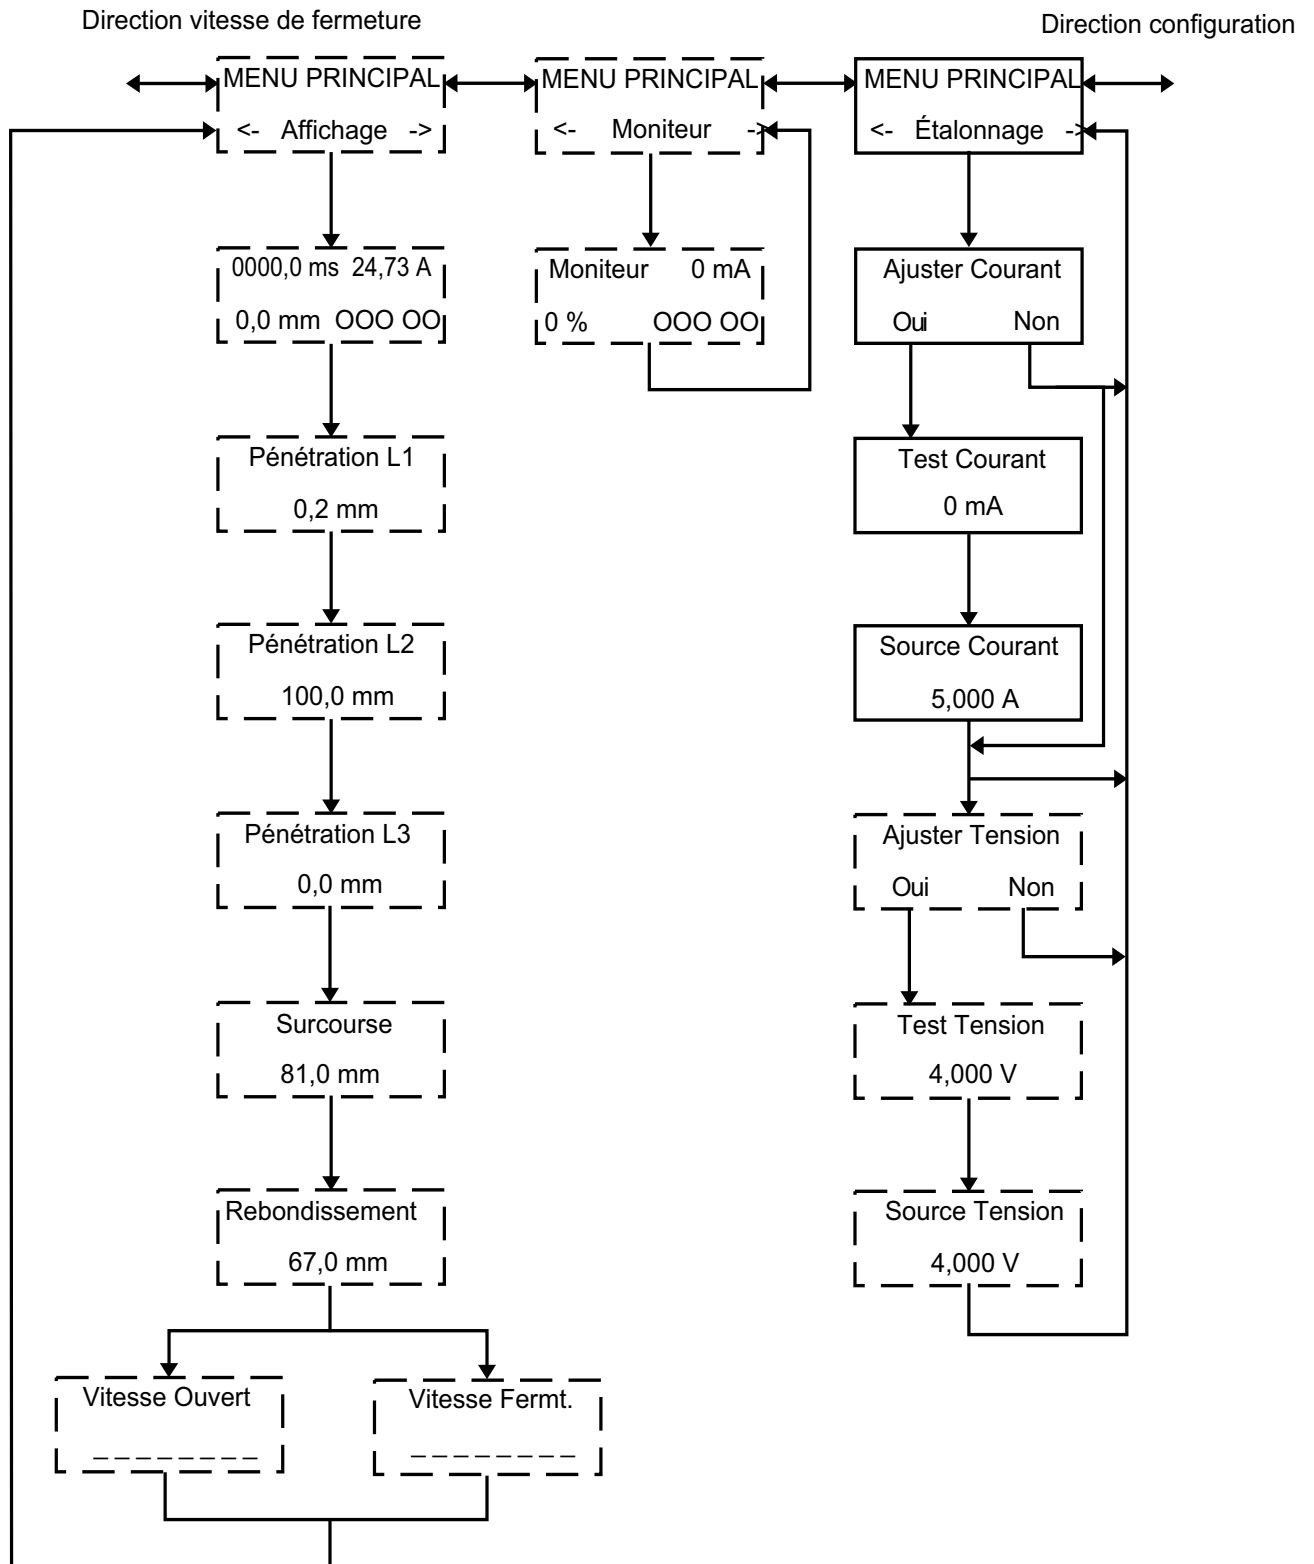 Direction vitesse de fermeture
Direction configuration
MENU PRINCIPAL
<- Affichage ->
MENU PRINCIPAL
<- Moniteur ->
MENU PRINCIPAL
<- Étalonnage ->
0000,0 ms 24,73 A
0,0 mm OOO OO
Moniteur 0 mA
0 % OOO OO
Ajuster Courant
Oui Non
Pénétration L1
0,2 mm
Test Courant
0 mA
Pénétration L2
100,0 mm
Source Courant
5,000 A
Pénétration L3
0,0 mm
Ajuster Tension
Oui Non
Surcourse
81,0 mm
Test Tension
4,000 V
Rebondissement
67,0 mm
Source Tension
4,000 V
Vitesse Ouvert
_ _ _ _ _ _ _ _
Vitesse Fermt.
_ _ _ _ _ _ _ _